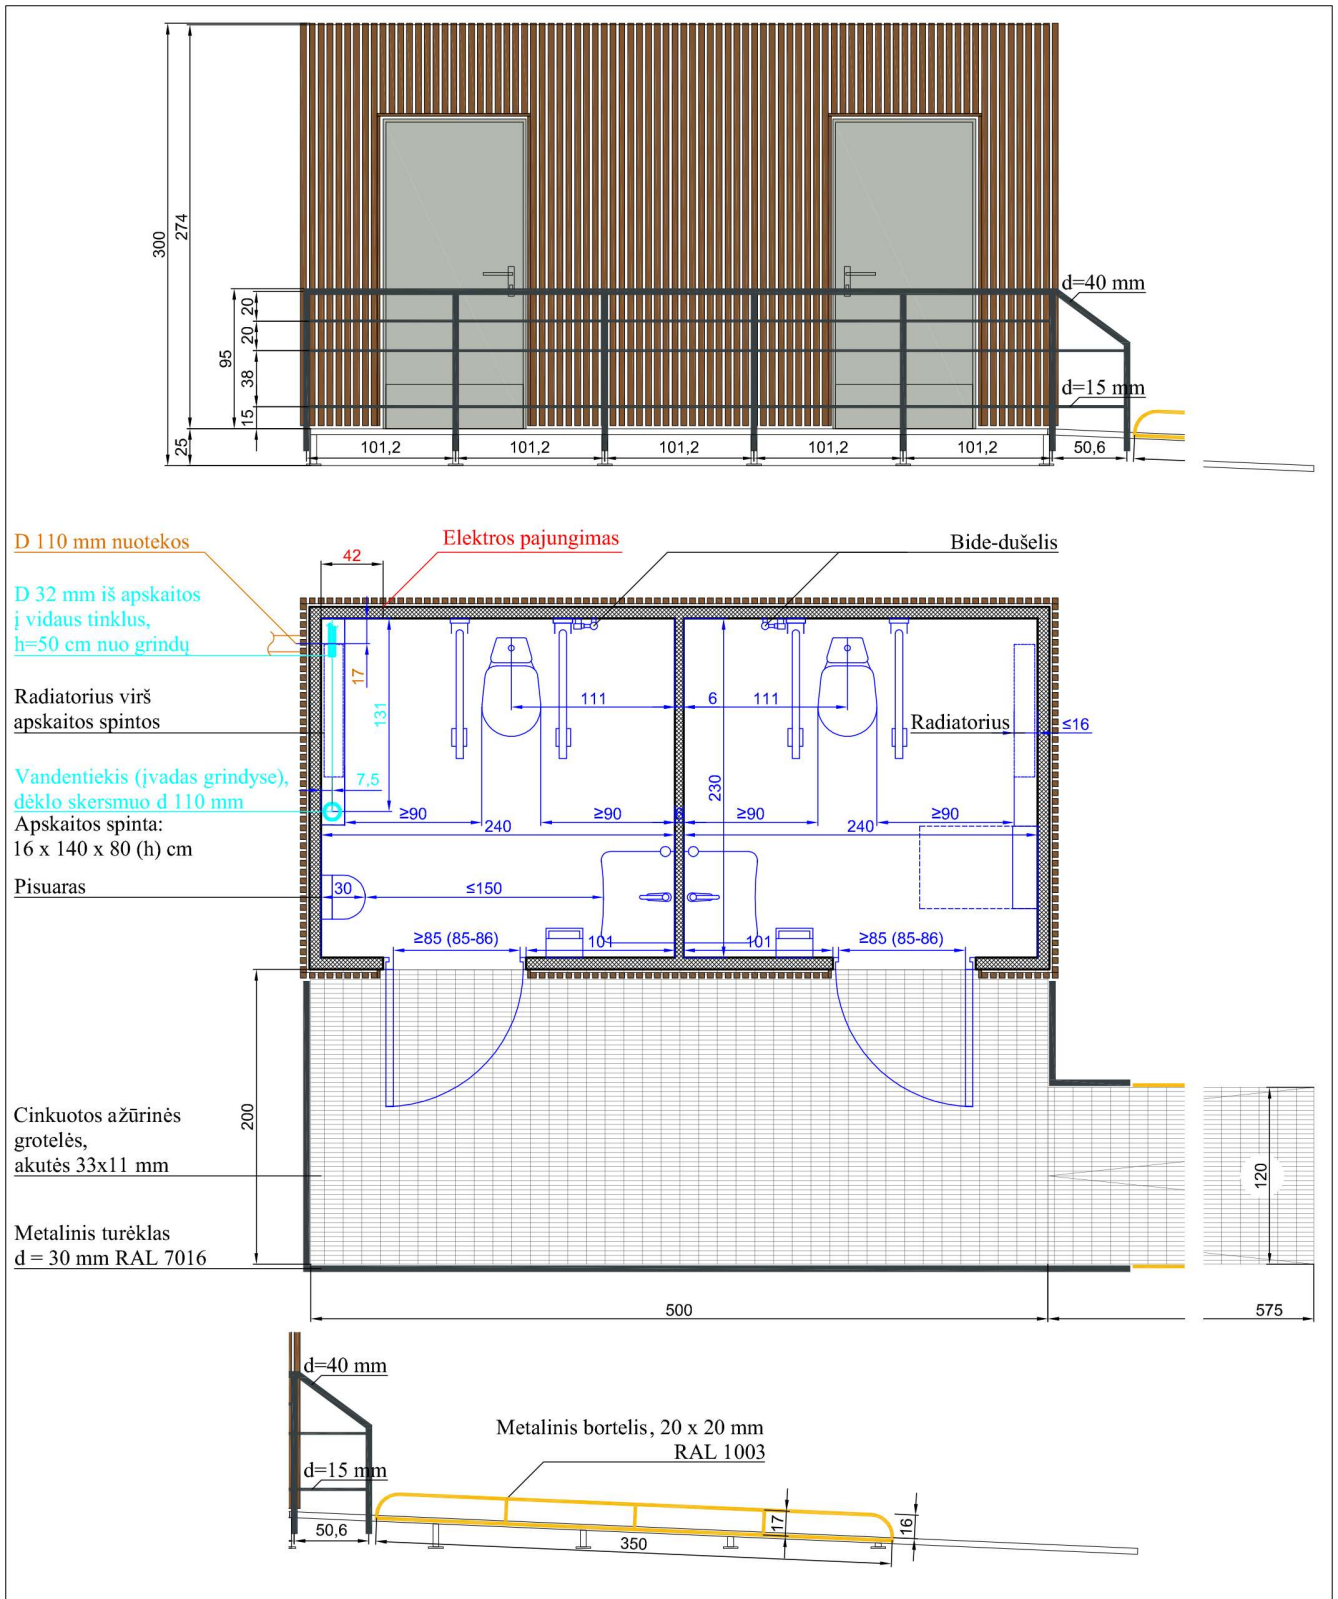 300
274
95
20
20
38
15
25
101,2
101,2
101,2
101,2
101,2
50,6
d=40 mm
d=15 mm
D 110 mm nuotekos
D 32 mm iš apskaitos
į vidaus tinklus,
h=50 cm nuo grindų
Radiatorius virš
apskaitos spintos
Vandentiekis (įvadas grindyse),
dėklo skersmuo d 110 mm
Apskaitos spinta:
16 x 140 x 80 (h) cm
Pisuaras
Elektros pajungimas
Bide-dušelis
42
17
131
7,5
111
6
111
Radiatorius
≤16
230
≥90
≥90
6
≥90
≥90
240
240
30
≤150
≥85 (85-86)
101
101
≥85 (85-86)
Cinkuotos ažūrinės
grotelės,
akutės 33x11 mm
Metalinis turėklas
d = 30 mm RAL 7016
200
120
500
575
d=40 mm
d=15 mm
50,6
Metalinis bortelis, 20 x 20 mm
RAL 1003
17
16
350